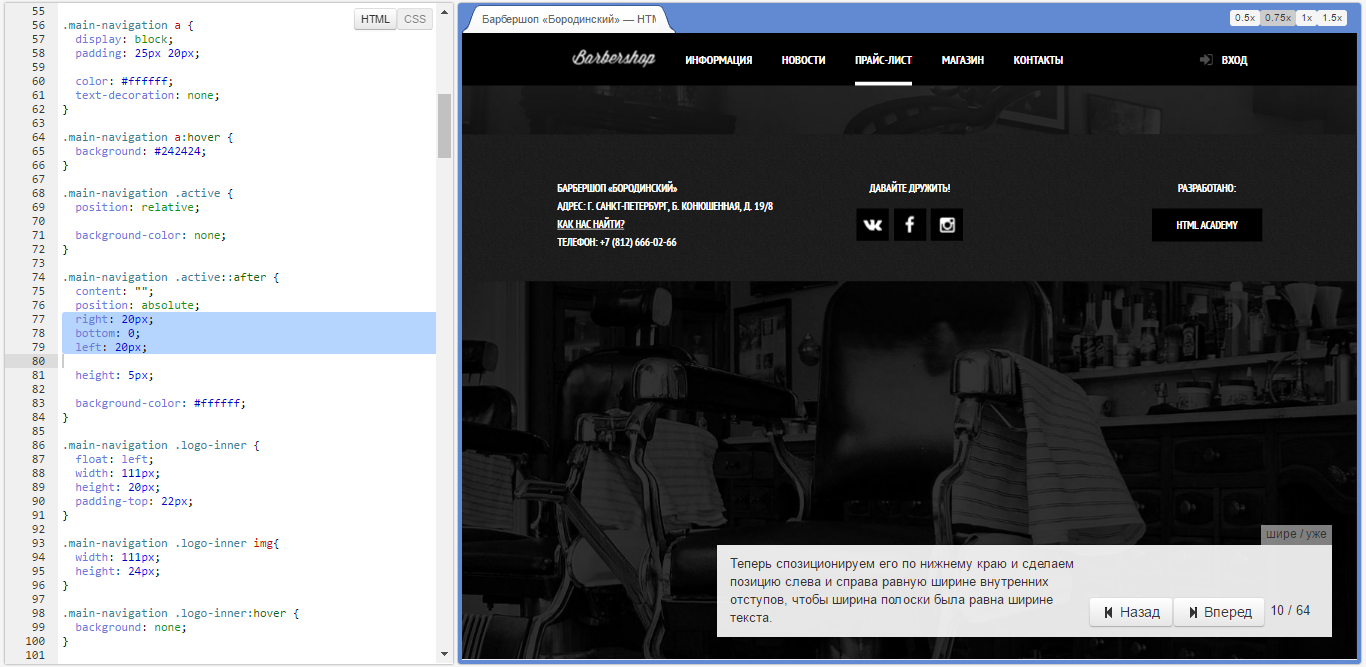 HTML CSS
55
56 .main-navigation a {
57 display: block;
58 padding: 25px 20px;
59
60 color: #ffffff;
61 text-decoration: none;
62 }
63
64 .main-navigation a:hover {
65 background: #242424;
66 }
67
68 .main-navigation .active {
69 position: relative;
70
71 background-color: none;
72 }
73
74 .main-navigation .active::after {
75 content: "";
76 position: absolute;
77 right: 20px;
78 bottom: 0;
79 left: 20px;
80
81 height: 5px;
82
83 background-color: #ffffff;
84 }
85
86 .main-navigation .logo-inner {
87 float: left;
88 width: 111px;
89 height: 20px;
90 padding-top: 22px;
91 }
92
93 .main-navigation .logo-inner img{
94 width: 111px;
95 height: 24px;
96 }
97
98 .main-navigation .logo-inner:hover {
99 background: none;
100 }
101
Барбершоп «Бородинский» — HTM
0.5x 0.75x 1x 1.5x
Barbershop ИНФОРМАЦИЯ НОВОСТИ ПРАЙС-ЛИСТ МАГАЗИН КОНТАКТЫ ВХОД
БАРБЕРШОП «БОРОДИНСКИЙ»
АДРЕС: Г. САНКТ-ПЕТЕРБУРГ, Б. КОНЮШЕННАЯ, Д. 19/8
КАК НАС НАЙТИ?
ТЕЛЕФОН: +7 (812) 666-02-66
ДАВАЙТЕ ДРУЖИТЬ!
РАЗРАБОТАНО:
HTML ACADEMY
шире / уже
Теперь спозиционируем его по нижнему краю и сделаем
позицию слева и справа равную ширине внутренних
отступов, чтобы ширина полоски была равна ширине
текста.
Назад Вперед 10 / 64